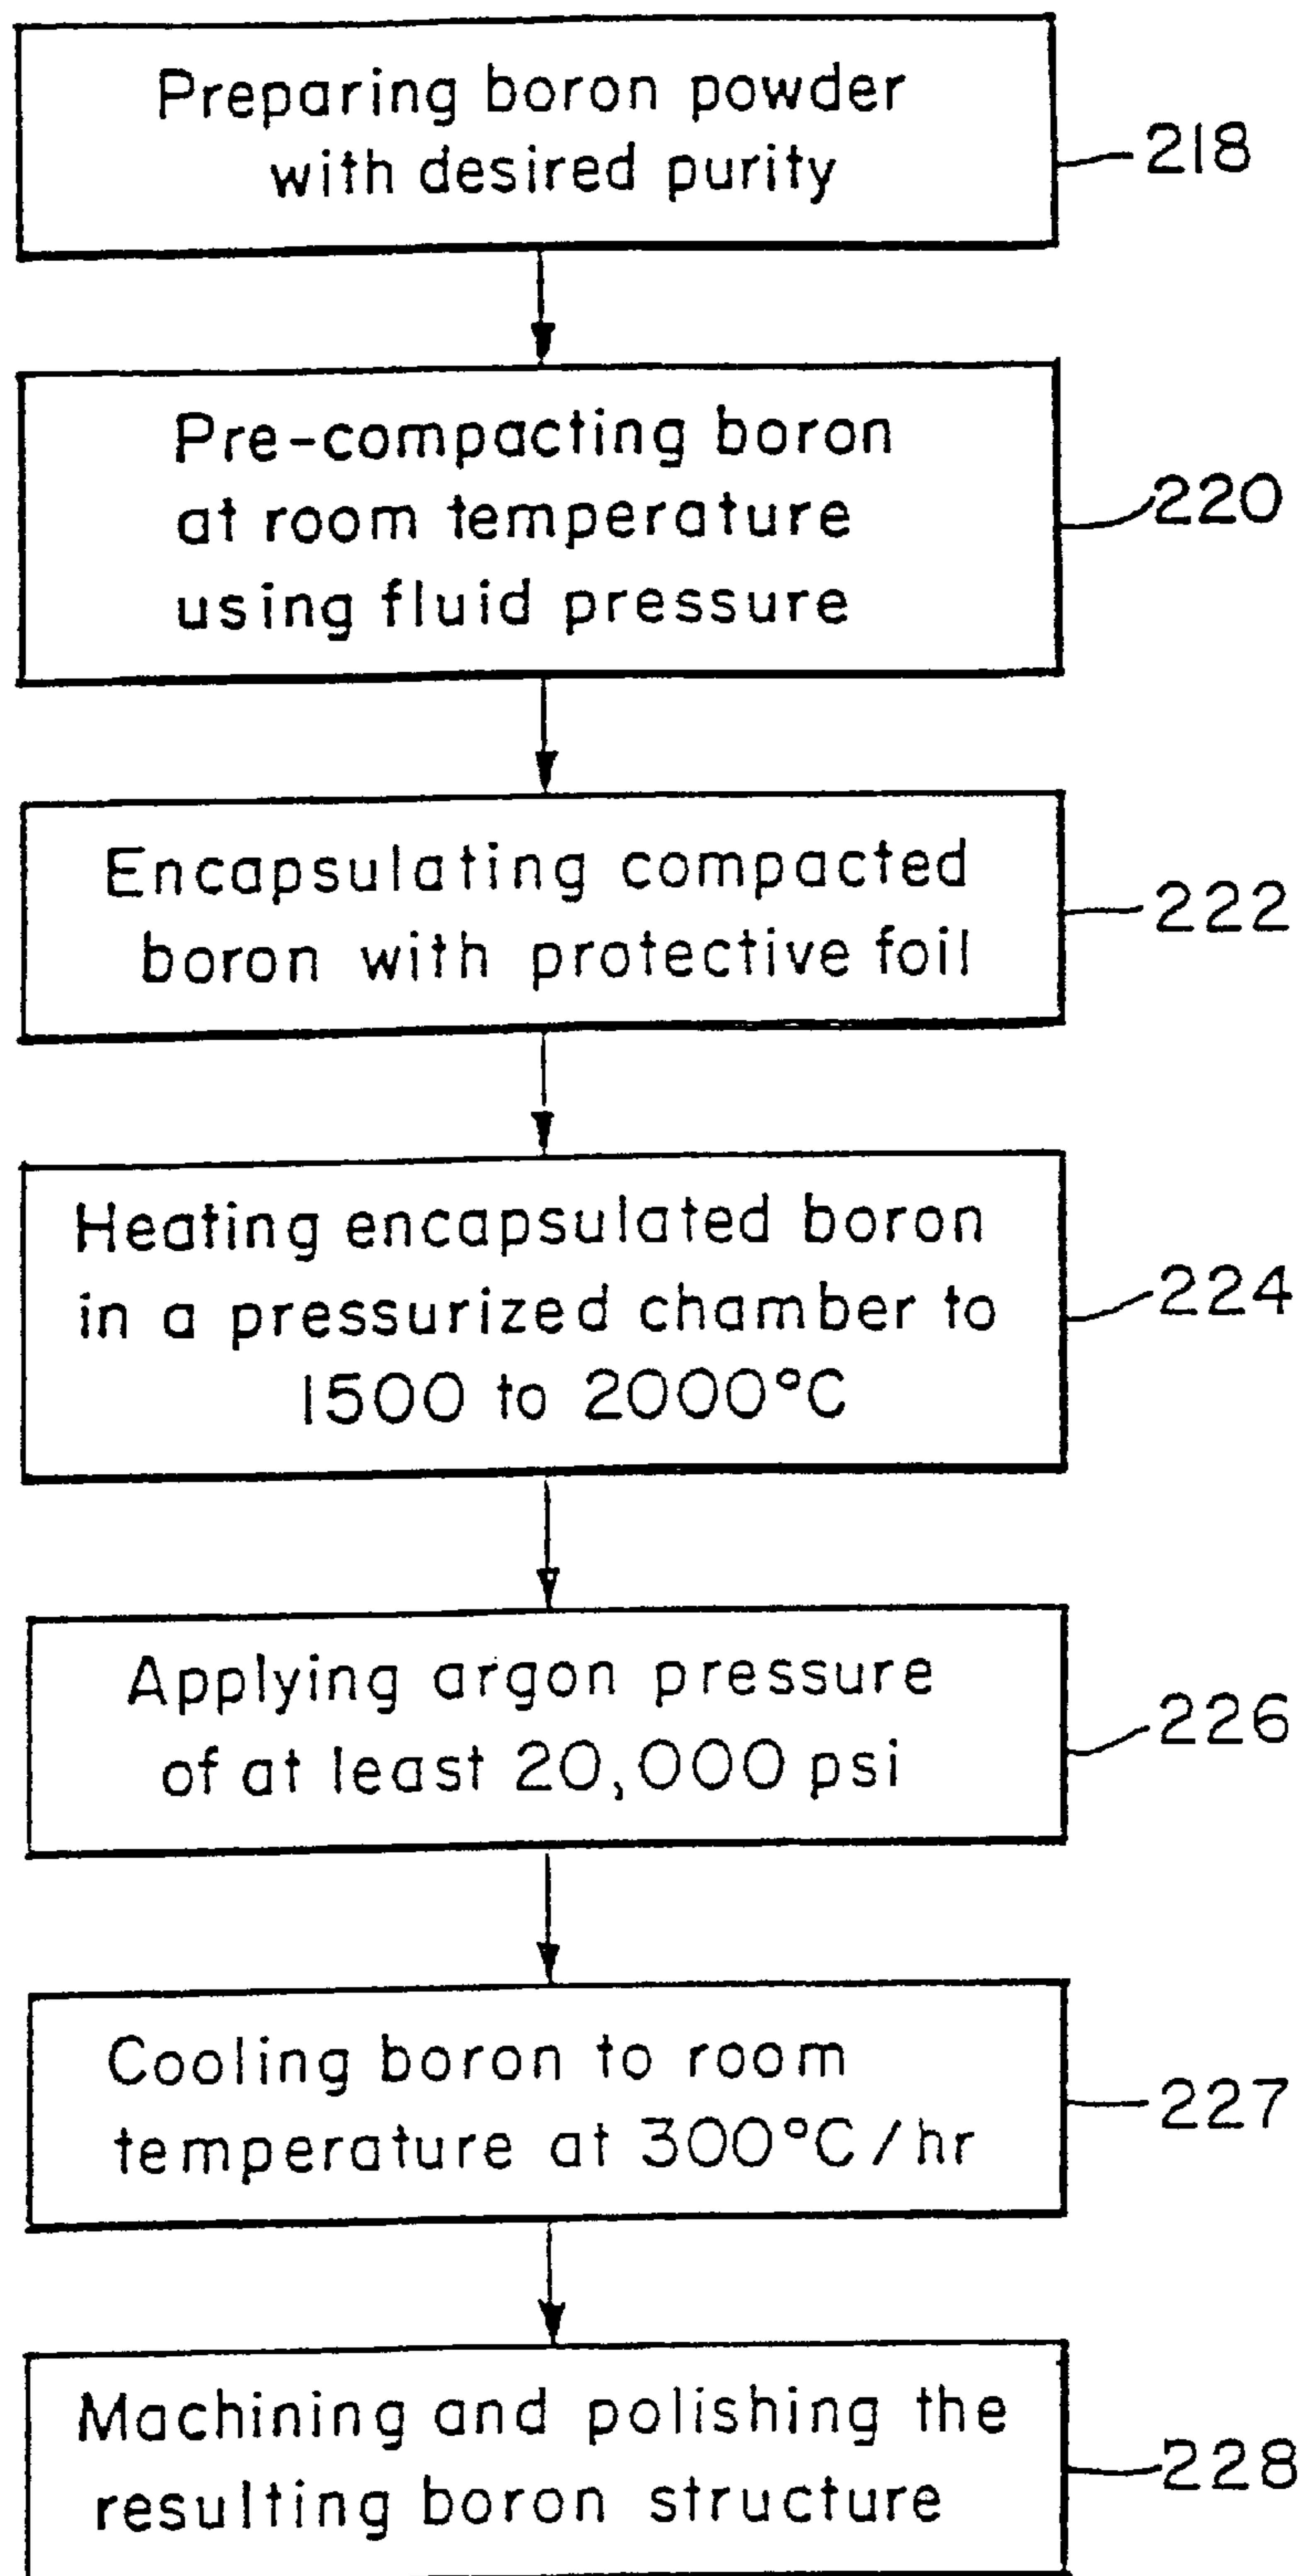 Preparing boron powder
with desired purity
218
Pre-compacting boron
at room temperature
using fluid pressure
220
Encapsulating compacted
boron with protective foil
222
Heating encapsulated boron
in a pressurized chamber to
1500 to 2000°C
224
Applying argon pressure
of at least 20,000 psi
226
Cooling boron to room
temperature at 300°C/hr
227
Machining and polishing the
resulting boron structure
228